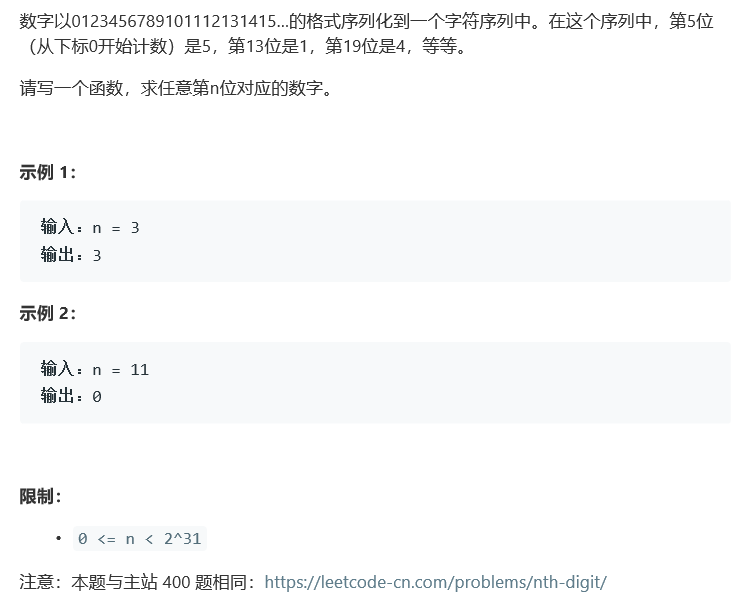 数字以0123456789101112131415…的格式序列化到一个字符序列中。在这个序列中，第5位
（从下标0开始计数）是5，第13位是1，第19位是4，等等。
请写一个函数，求任意第n位对应的数字。
示例 1：
输入：n = 3
输出：3
示例 2：
输入：n = 11
输出：0
限制：
• 0 <= n < 2^31
注意：本题与主站 400 题相同：https://leetcode-cn.com/problems/nth-digit/